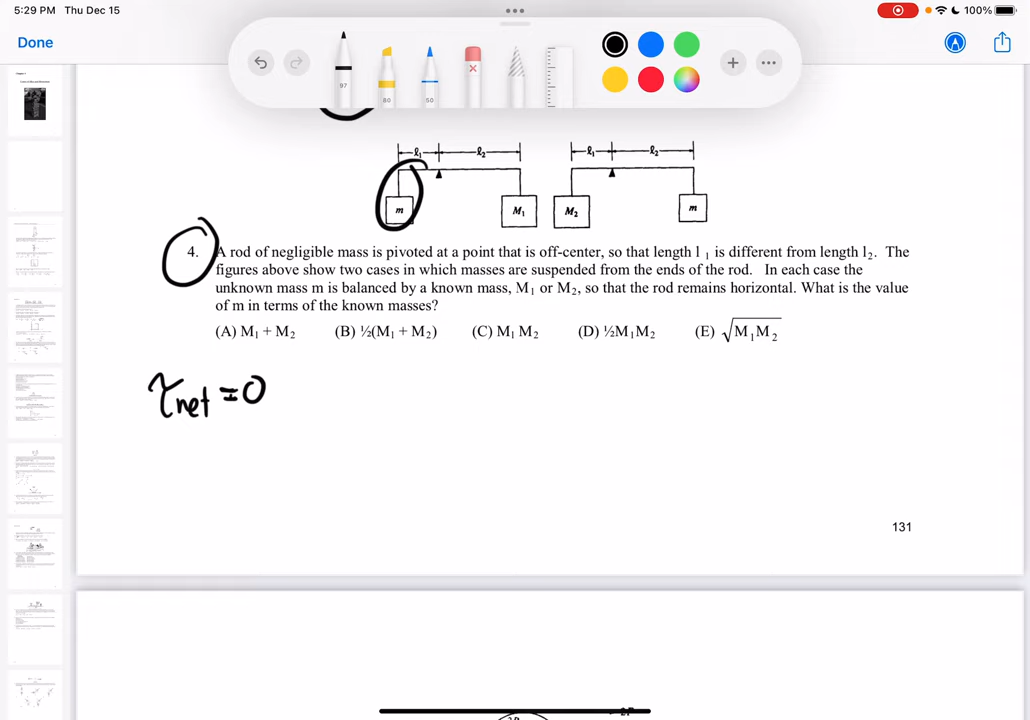 5:29 PM Thu Dec 15
100%
Done
97
80
50
ℓ₁ ℓ₂ ℓ₁ ℓ₂
m M₁ M₂ m
4. A rod of negligible mass is pivoted at a point that is off-center, so that length l ₁ is different from length l₂. The
figures above show two cases in which masses are suspended from the ends of the rod. In each case the
unknown mass m is balanced by a known mass, M₁ or M₂, so that the rod remains horizontal. What is the value
of m in terms of the known masses?
(A) M₁ + M₂ (B) ½(M₁ + M₂) (C) M₁ M₂ (D) ½M₁M₂ (E) √M₁M₂
τnet = 0
131